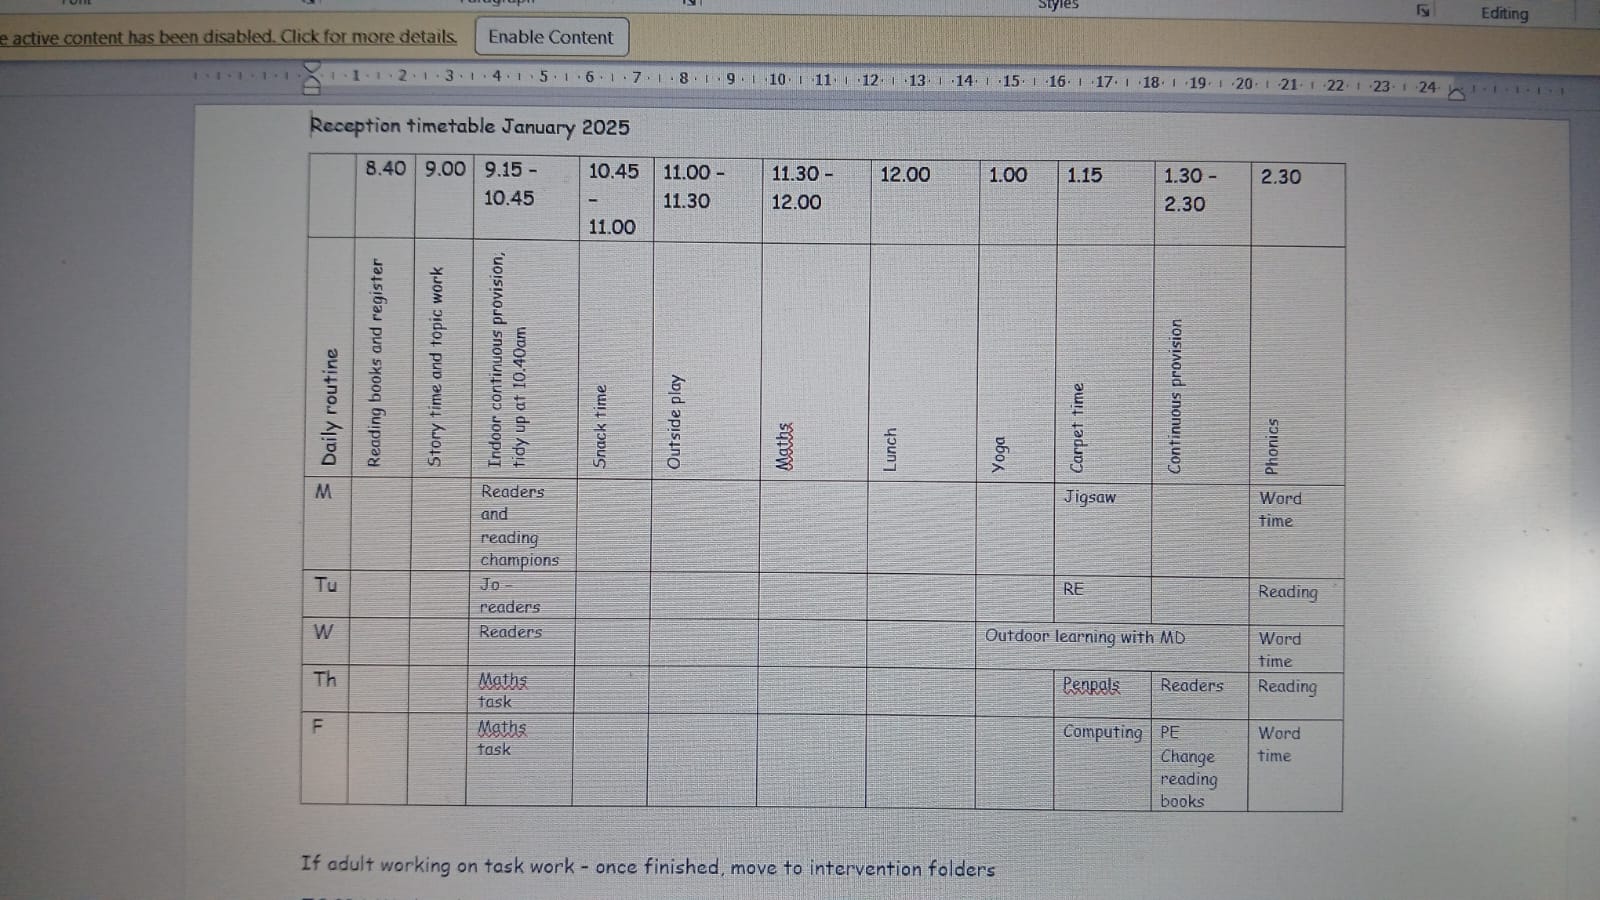 Styles
Editing
e active content has been disabled. Click for more details. Enable Content
1 2 3 4 5 6 7 8 9 10 11 12 13 14 15 16 17 18 19 20 21 22 23 24
Reception timetable January 2025
8.40 9.00 9.15 - 10.45 10.45 - 11.00 11.00 - 11.30 11.30 - 12.00 12.00 1.00 1.15 1.30 - 2.30 2.30
Daily routine
Reading books and register
Story time and topic work
Indoor continuous provision,
tidy up at 10.40am
Snack time
Outside play
Maths
Lunch
Yoga
Carpet time
Continuous provision
Phonics
M
Readers
and
reading
champions
Jigsaw
Word
time
Tu
Jo -
readers
RE
Reading
W
Readers
Outdoor learning with MD
Word
time
Th
Maths
task
Penpals
Readers
Reading
F
Maths
task
Computing
PE
Change
reading
books
Word
time
If adult working on task work - once finished, move to intervention folders